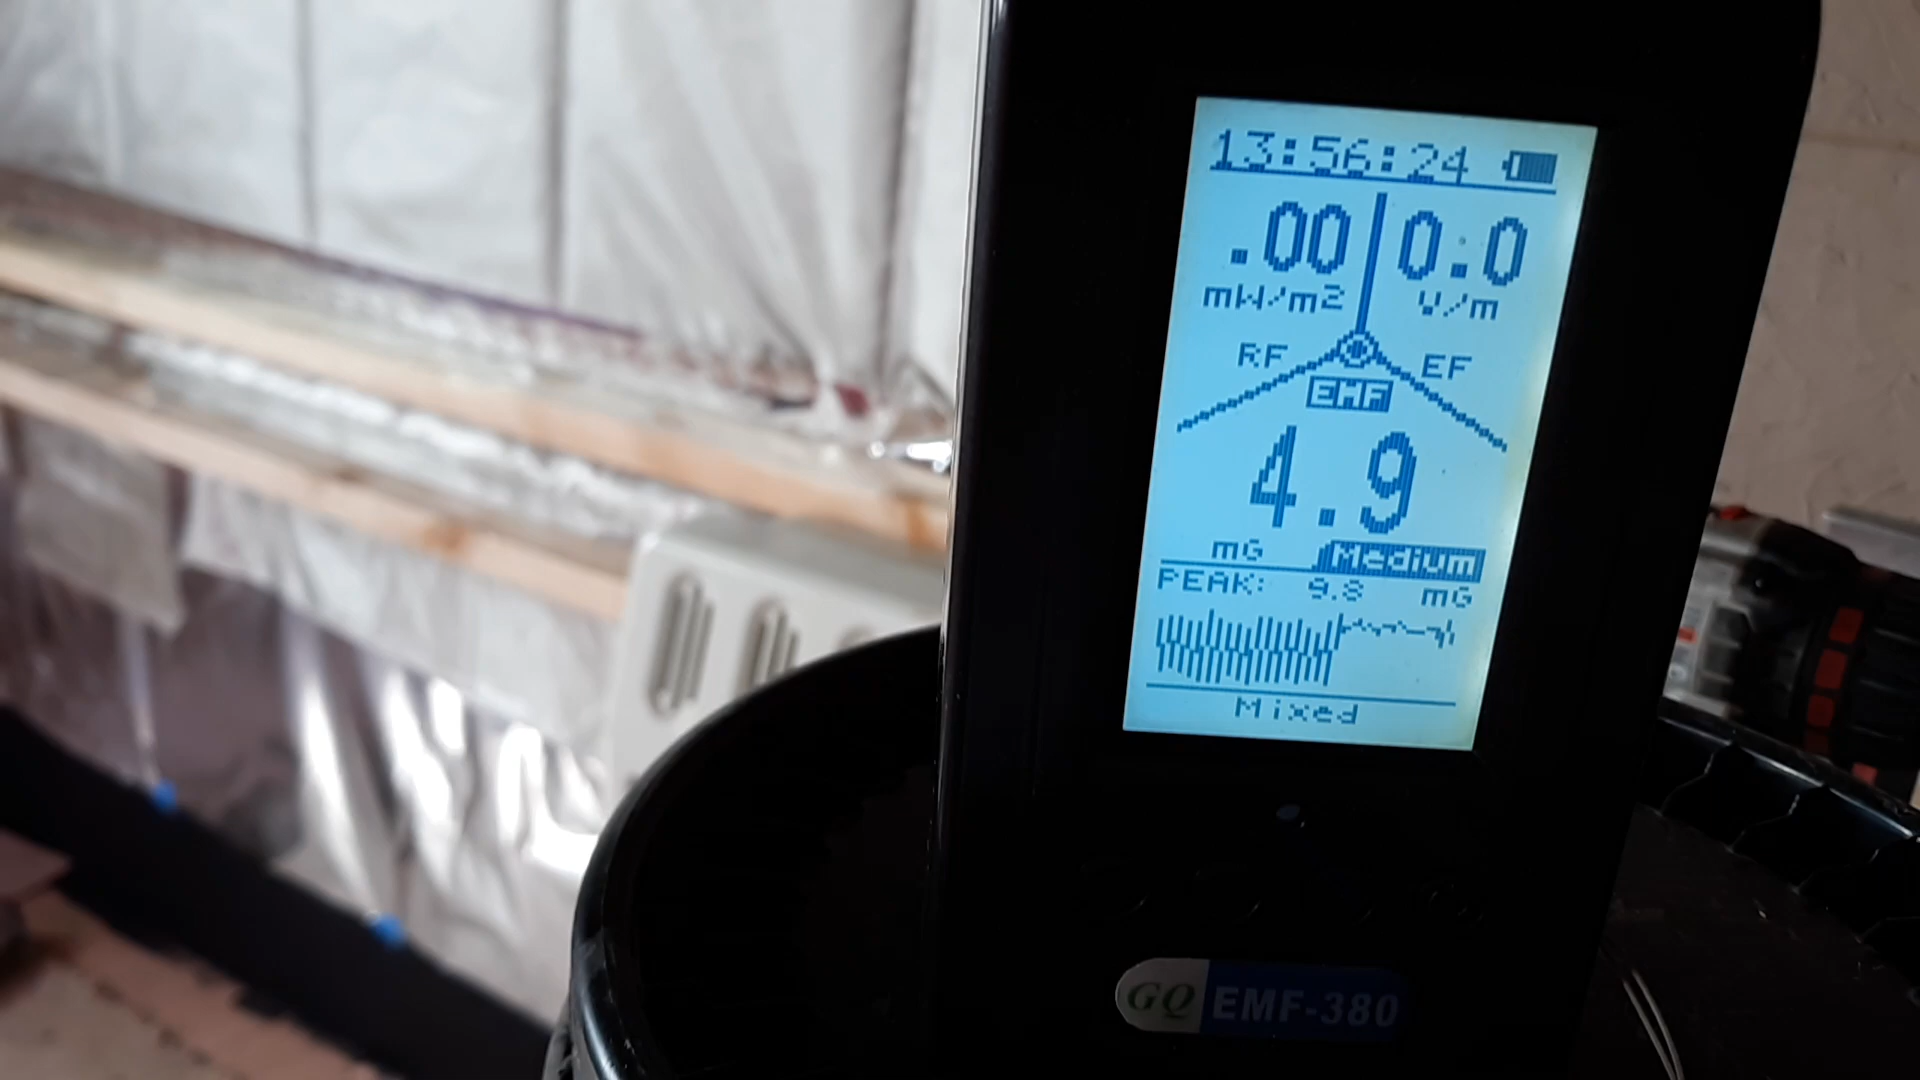 13:56:24
.00 0.0
mW/m2 V/m
RF EF
EMF
4.9
mG Medium
PEAK: 9.8 mG
Mixed
GQ EMF-380